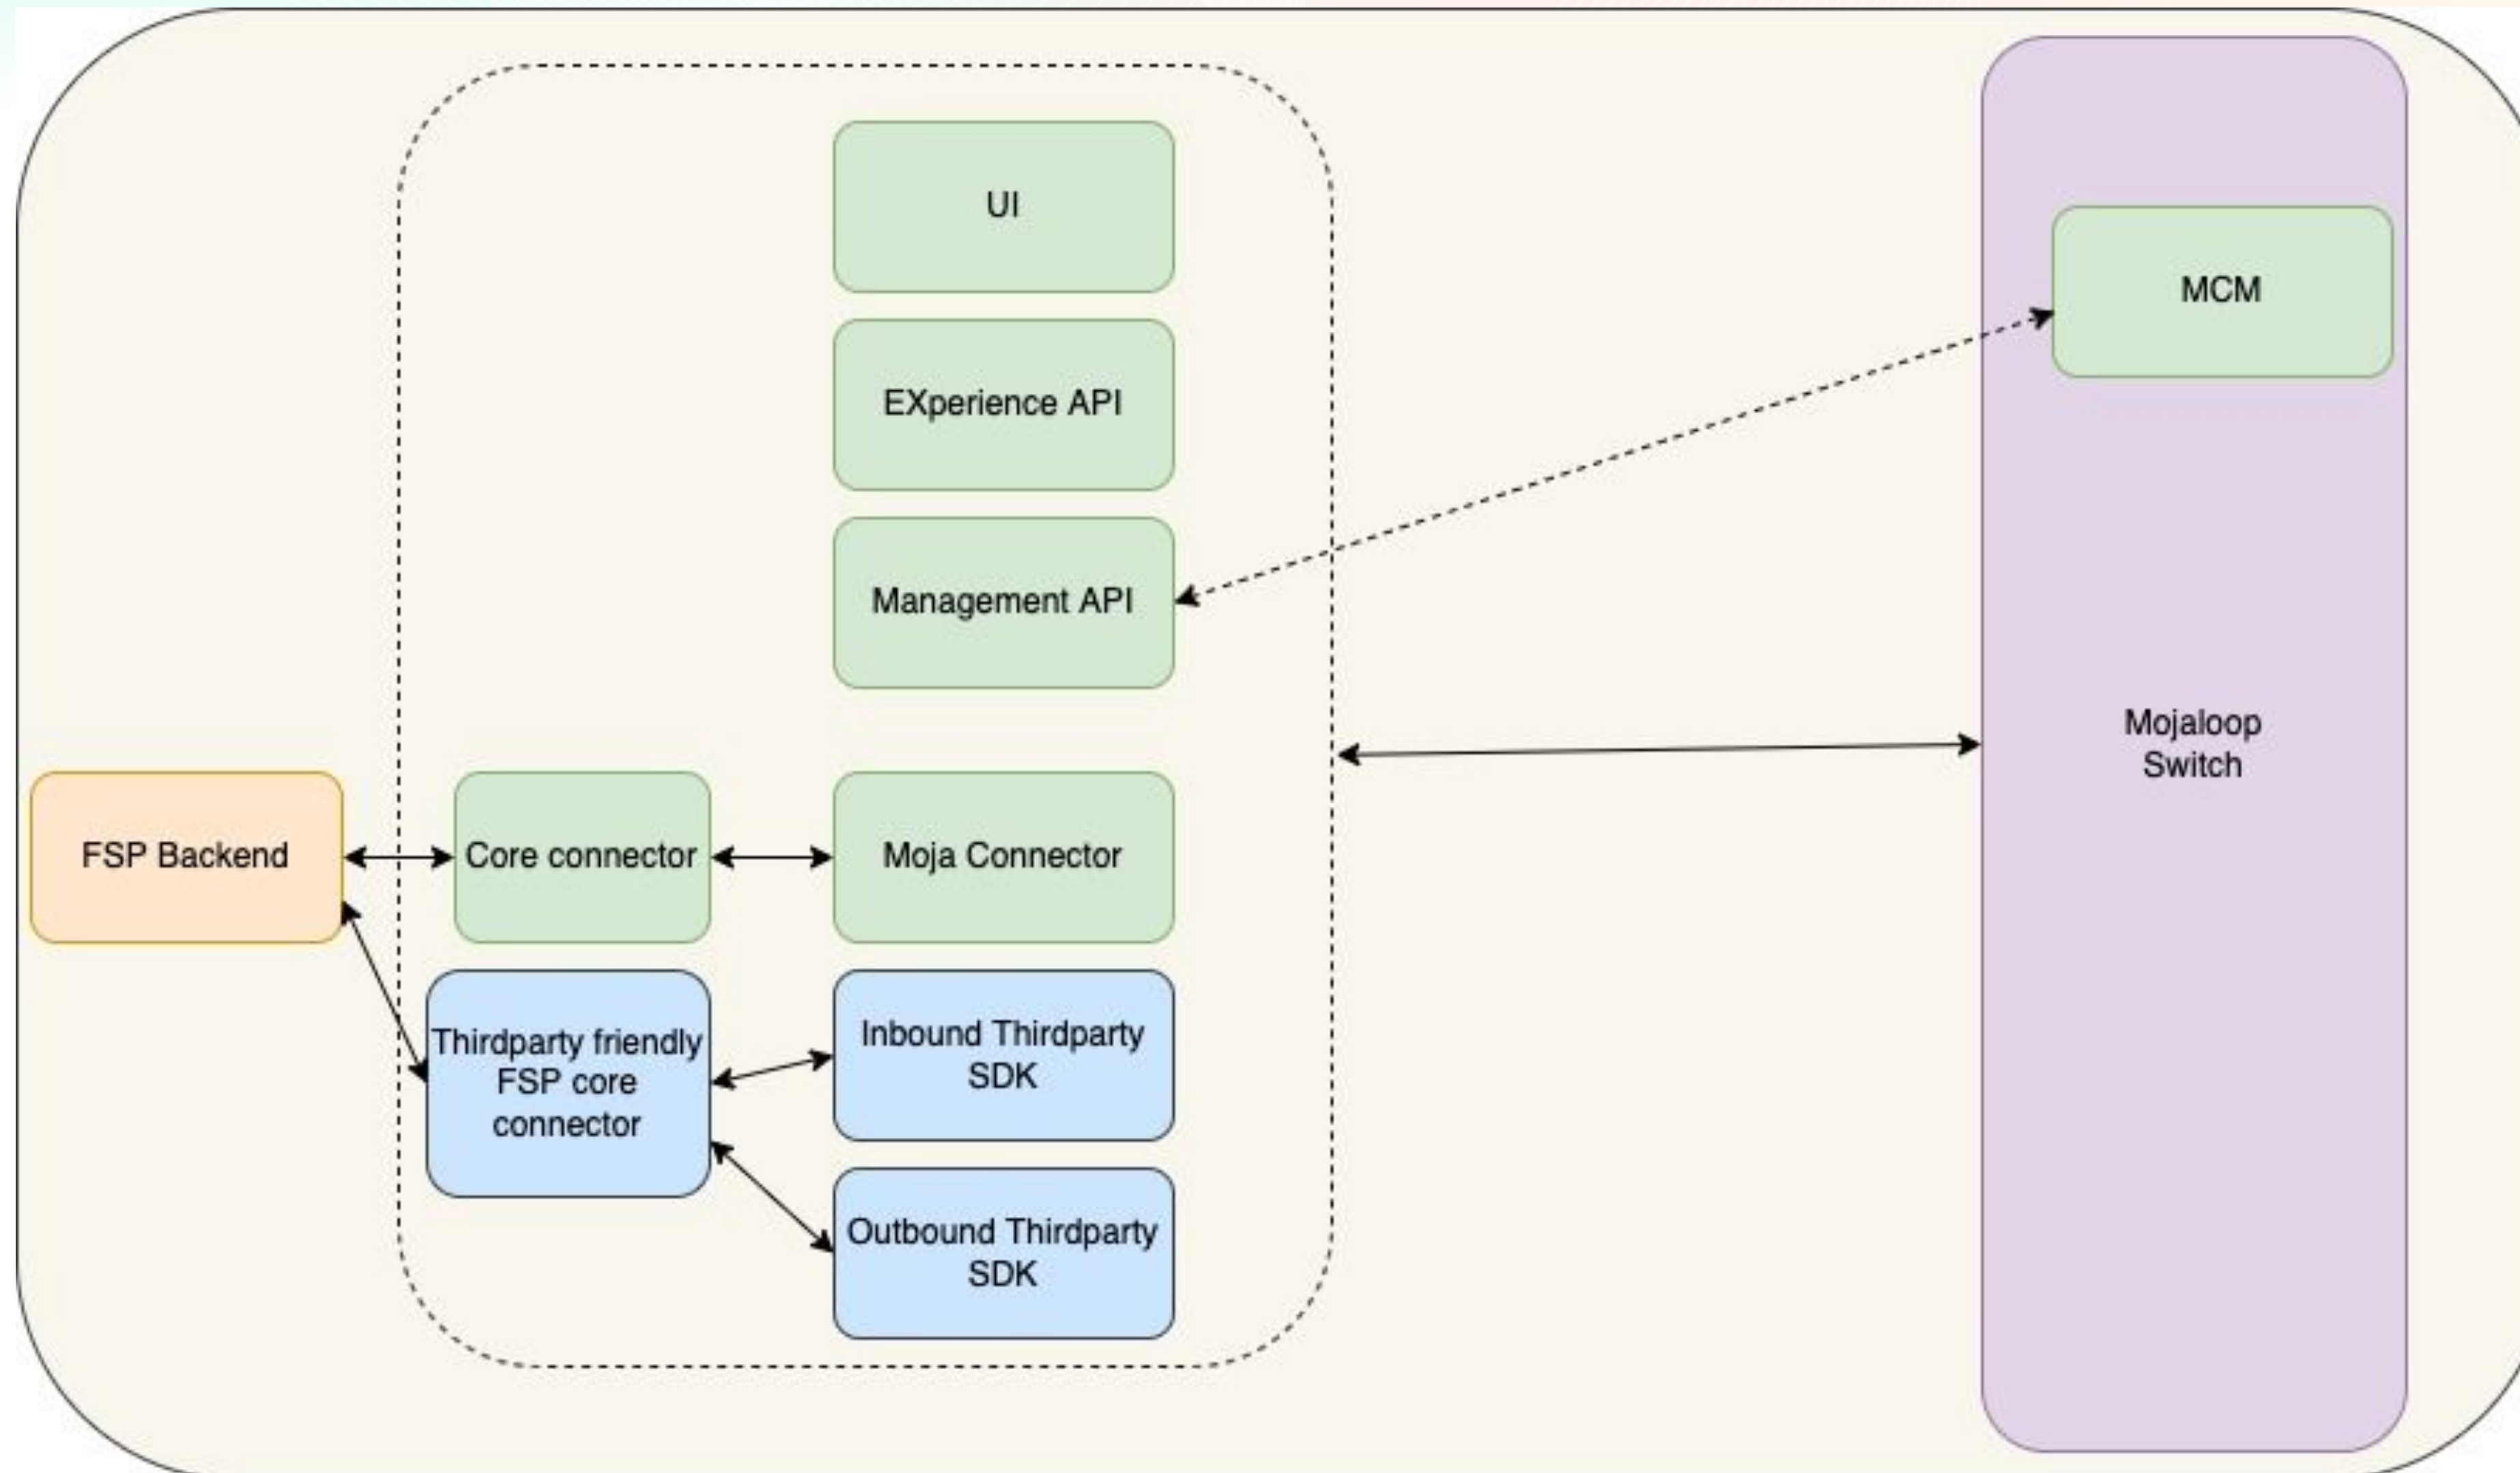 UI
EXperience API
Management API
MCM
Mojaloop
Switch
FSP Backend
Core connector
Moja Connector
Thirdparty friendly
FSP core
connector
Inbound Thirdparty
SDK
Outbound Thirdparty
SDK